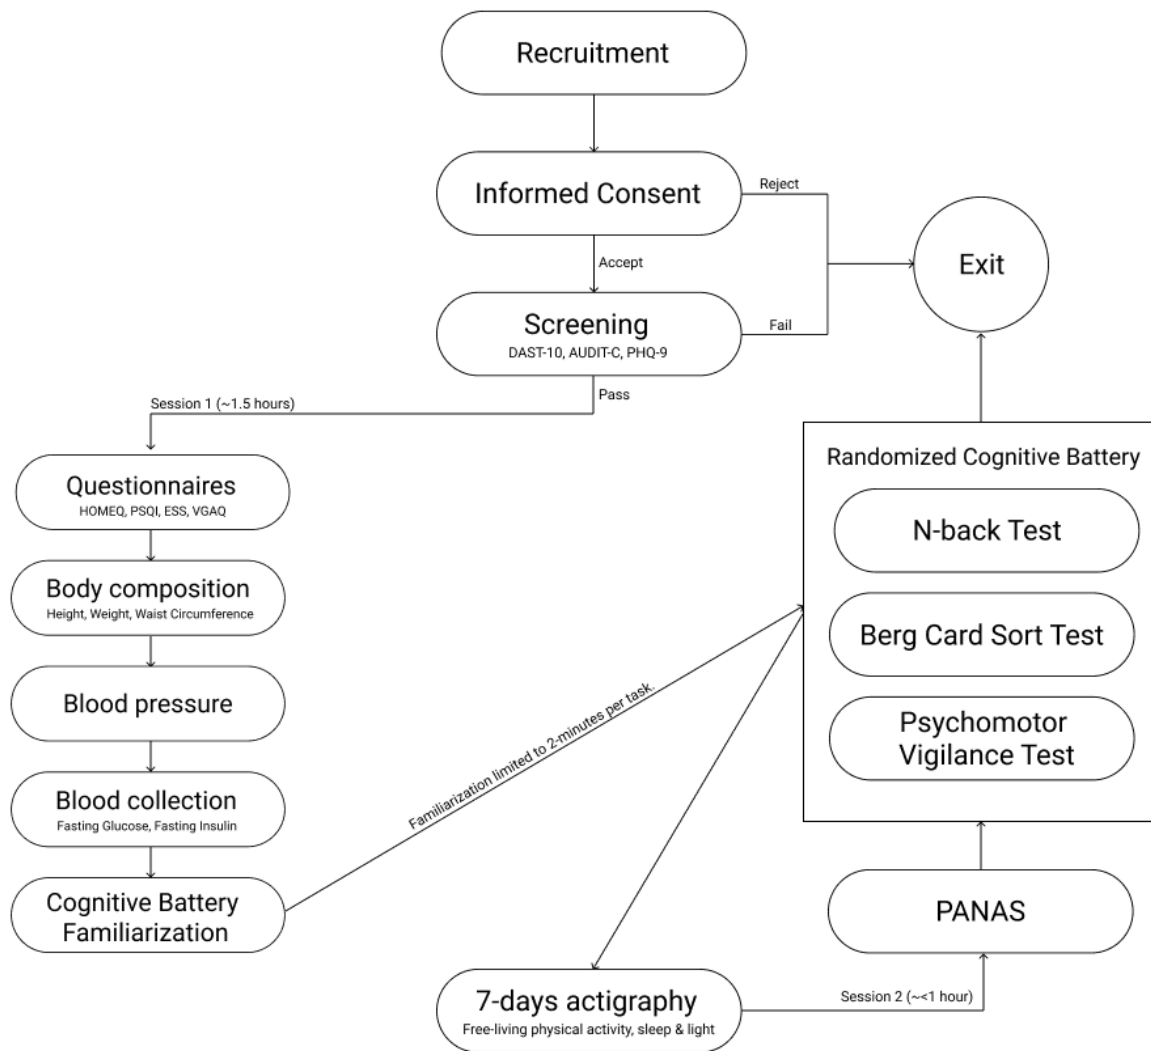 Recruitment
Informed Consent
Reject
Accept
Exit
Screening
DAST-10, AUDIT-C, PHQ-9
Fail
Pass
Session 1 (~1.5 hours)
Questionnaires
HOMEQ, PSQI, ESS, VGAQ
Body composition
Height, Weight, Waist Circumference
Blood pressure
Blood collection
Fasting Glucose, Fasting Insulin
Cognitive Battery
Familiarization
Familiarization limited to 2-minutes per task.
Randomized Cognitive Battery
N-back Test
Berg Card Sort Test
Psychomotor
Vigilance Test
7-days actigraphy
Free-living physical activity, sleep & light
Session 2 (~<1 hour)
PANAS